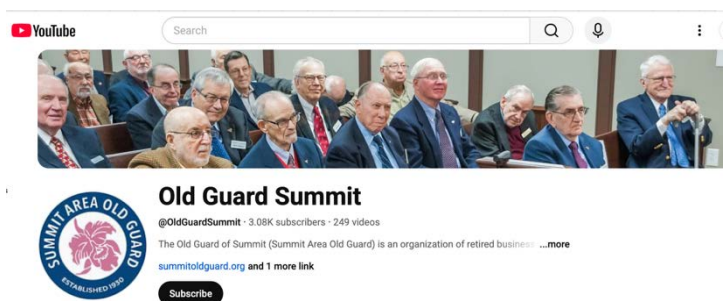 YouTube
Search
Old Guard Summit
@OldGuardSummit · 3.08K subscribers · 249 videos
The Old Guard of Summit (Summit Area Old Guard) is an organization of retired business ...more
summitoldguard.org and 1 more link
SUMMIT AREA OLD GUARD
ESTABLISHED 1930
Subscribe